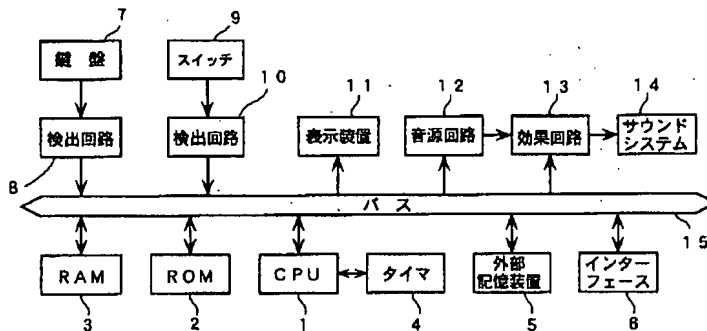 7
9
鍵 盤
スイッチ
10
11
12
13
14
検出回路
検出回路
表示装置
音源回路
効果回路
サウンド
システム
8
バ ス
15
RAM
ROM
CPU
タイマ
外部
記憶装置
インター
フェース
3
2
1
4
5
6